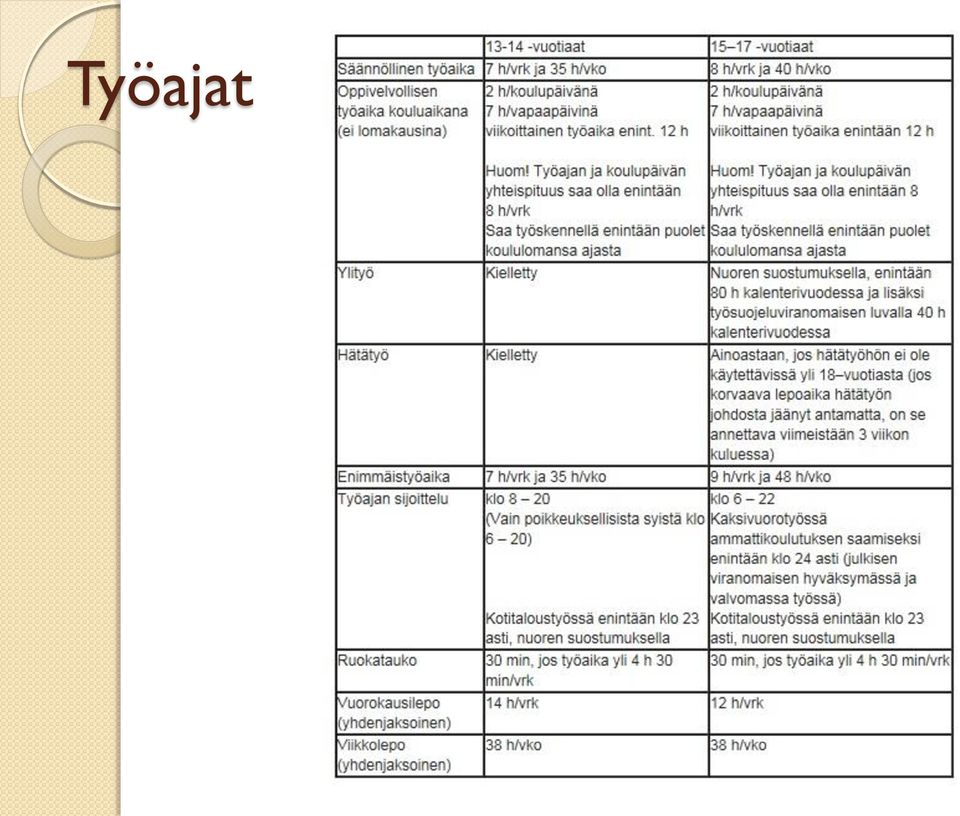 Työajat
13-14 -vuotiaat
15–17 -vuotiaat
Säännöllinen työaika
7 h/vrk ja 35 h/vko
8 h/vrk ja 40 h/vko
Oppivelvollisen
työaika kouluaikana
(ei lomakausina)
2 h/koulupäivänä
7 h/vapaapäivinä
viikoittainen työaika enint. 12 h
Huom! Työajan ja koulupäivän
yhteispituus saa olla enintään
8 h/vrk
Saa työskennellä enintään puolet
koululomansa ajasta
2 h/koulupäivänä
7 h/vapaapäivinä
viikoittainen työaika enintään 12 h
Huom! Työajan ja koulupäivän
yhteispituus saa olla enintään 8
h/vrk
Saa työskennellä enintään puolet
koululomansa ajasta
Ylityö
Kielletty
Nuoren suostumuksella, enintään
80 h kalenterivuodessa ja lisäksi
työsuojeluviranomaisen luvalla 40 h
kalenterivuodessa
Hätätyö
Kielletty
Ainoastaan, jos hätätyöhön ei ole
käytettävissä yli 18–vuotiasta (jos
korvaava lepoaika hätätyön
johdosta jäänyt antamatta, on se
annettava viimeistään 3 viikon
kuluessa)
Enimmäistyöaika
7 h/vrk ja 35 h/vko
9 h/vrk ja 48 h/vko
Työajan sijoittelu
klo 8 – 20
(Vain poikkeuksellisista syistä klo
6 – 20)
Kotitaloustyössä enintään klo 23
asti, nuoren suostumuksella
klo 6 – 22
Kaksivuorotyössä
ammattikoulutuksen saamiseksi
enintään klo 24 asti (julkisen
viranomaisen hyväksymässä ja
valvomassa työssä)
Kotitaloustyössä enintään klo 23
asti, nuoren suostumuksella
Ruokatauko
30 min, jos työaika yli 4 h 30
min/vrk
30 min, jos työaika yli 4 h 30 min/vrk
Vuorokausilepo
(yhdenjaksoinen)
14 h/vrk
12 h/vrk
Viikkolepo
(yhdenjaksoinen)
38 h/vko
38 h/vko